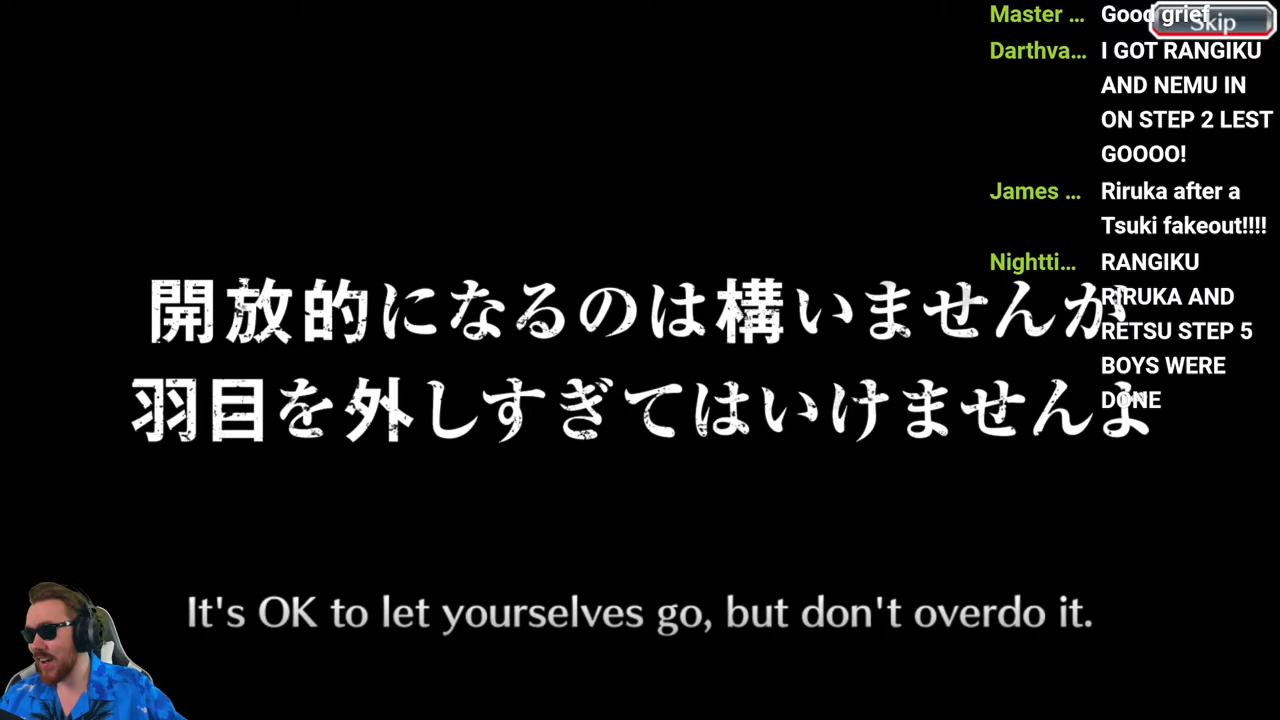 Skip
Master … Good grief
Darthva… I GOT RANGIKU
AND NEMU IN
ON STEP 2 LEST
GOOOO!
James … Riruka after a
Tsuki fakeout!!!!
Nightti… RANGIKU
RIRUKA AND
RETSU STEP 5
BOYS WERE
DONE
開放的になるのは構いませんが
羽目を外しすぎてはいけませんよ
It's OK to let yourselves go, but don't overdo it.